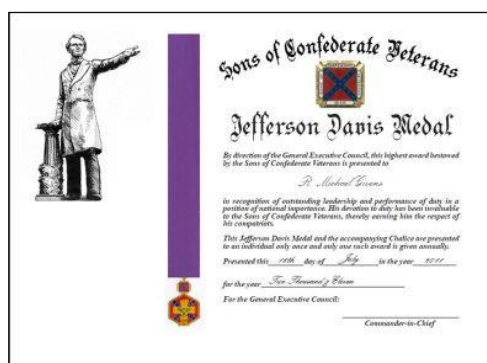 Sons of Confederate Veterans
Jefferson Davis Medal
By direction of the General Executive Council, this highest award bestowed
by the Sons of Confederate Veterans is presented to
R. Michael Givens
in recognition of outstanding leadership and performance of duty in a
position of national importance. His devotion to duty has been invaluable
to the Sons of Confederate Veterans, thereby earning him the respect of
his compatriots.
This Jefferson Davis Medal and the accompanying Chalice are presented
to an individual only once and only one such award is given annually.
Presented this day of July in the year 2011
for the year Two Thousand Eleven
For the General Executive Council:
Commander-in-Chief